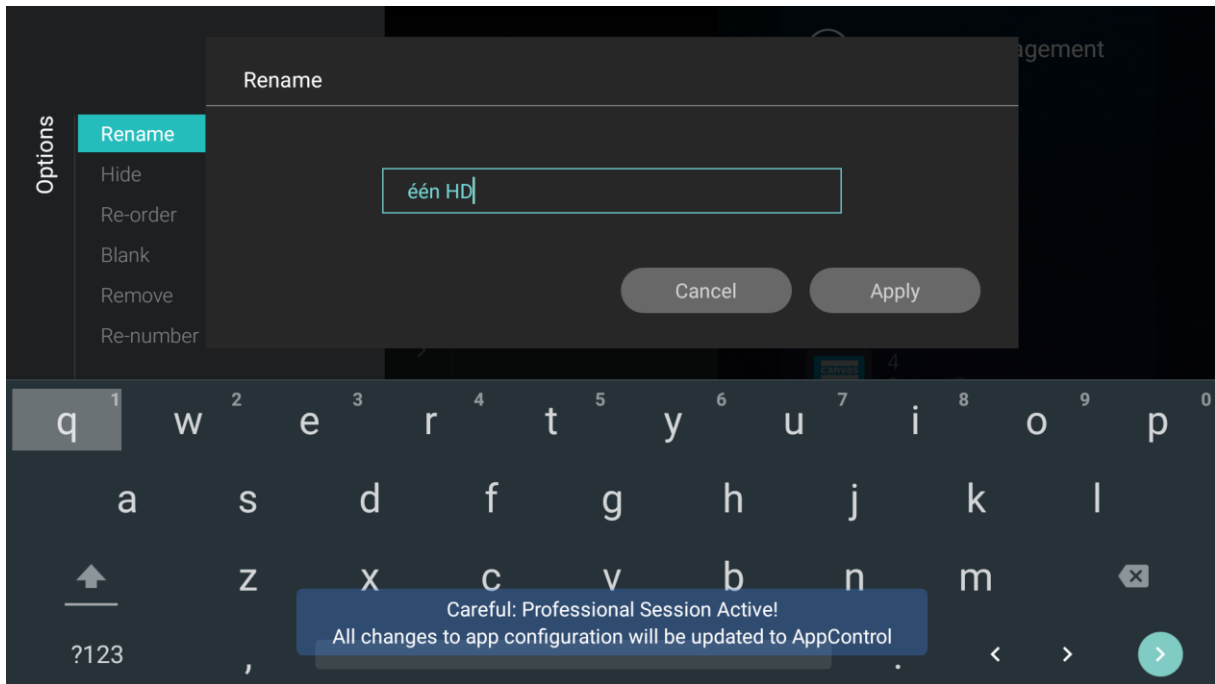 agement
Rename
Options
Rename
Hide
Re-order
Blank
Remove
Re-number
één HD
Cancel
Apply
canvas
4
q 1 w 2 e 3 r 4 t 5 y 6 u 7 i 8 o 9 p 0
a s d f g h j k l
z x c v b n m
Careful: Professional Session Active!
All changes to app configuration will be updated to AppControl
?123 , . < > >